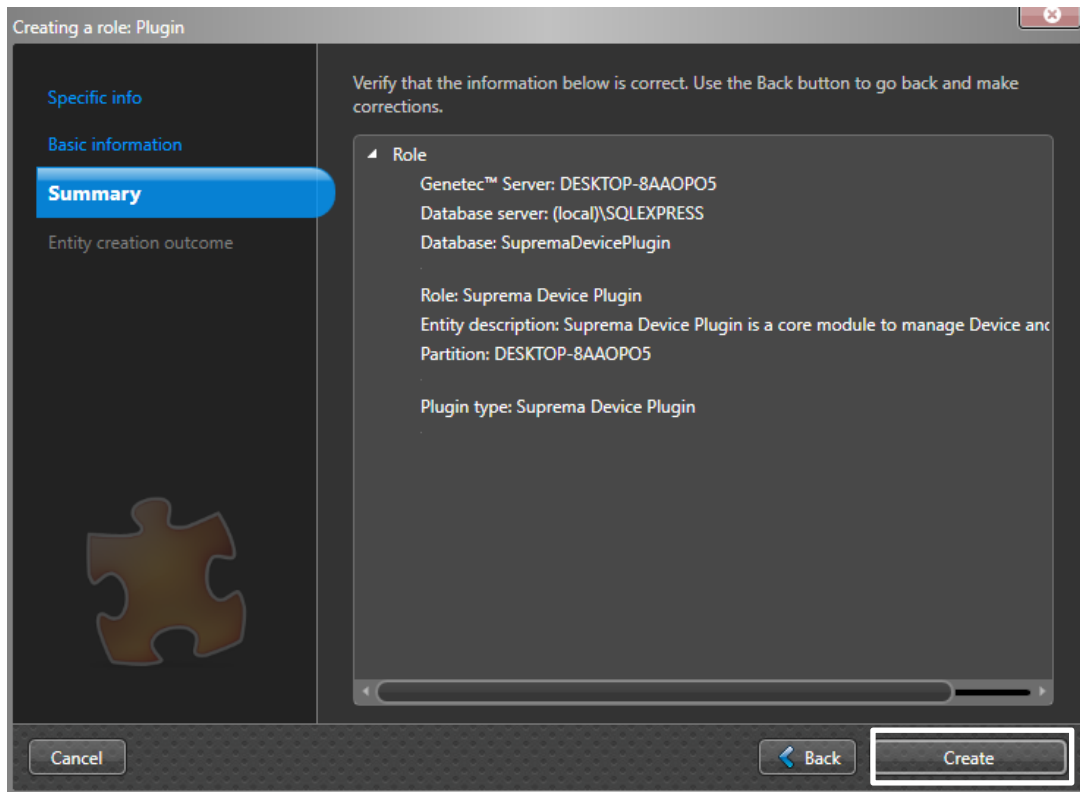 Creating a role: Plugin
Specific info
Basic information
Summary
Entity creation outcome
Verify that the information below is correct. Use the Back button to go back and make
corrections.
Role
Genetec™ Server: DESKTOP-8AAOPO5
Database server: (local)\SQLEXPRESS
Database: SupremaDevicePlugin
Role: Suprema Device Plugin
Entity description: Suprema Device Plugin is a core module to manage Device and
Partition: DESKTOP-8AAOPO5
Plugin type: Suprema Device Plugin
Cancel
Back
Create